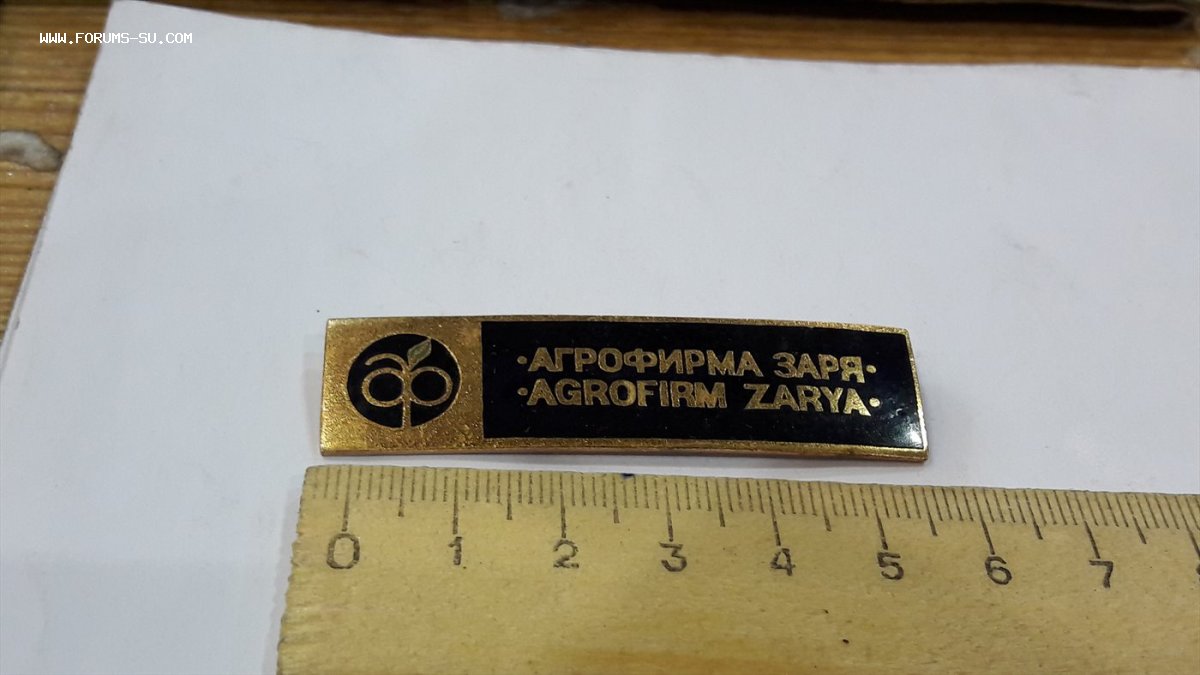 WWW.FORUMS-SU.COM
·АГРОФИРМА ЗАРЯ·
·AGROFIRM ZARYA·
0 1 2 3 4 5 6 7